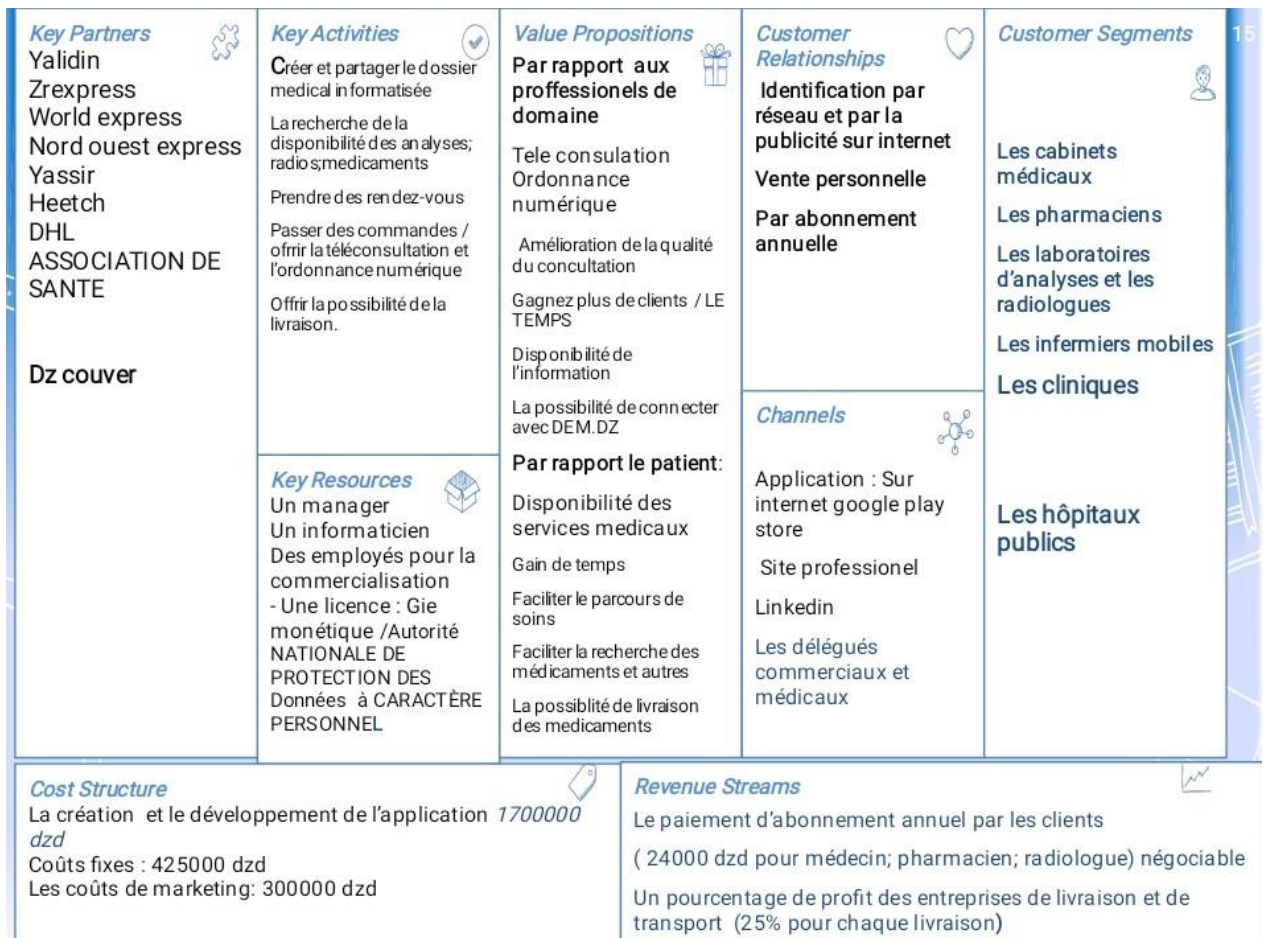 Key Partners
Yalidin
Zrexpress
World express
Nord ouest express
Yassir
Heetch
DHL
ASSOCIATION DE
SANTE
Dz couver
Key Activities
Créer et partager le dossier
medical informatisée
La recherche de la
disponibilité des analyses;
radios;medicaments
Prendre des rendez-vous
Passer des commandes /
ofrrir la téléconsultation et
l'ordonnance numérique
Offrir la possibilité de la
livraison.
Key Resources
Un manager
Un informaticien
Des employés pour la
commercialisation
- Une licence : Gie
monétique /Autorité
NATIONALE DE
PROTECTION DES
Données à CARACTÈRE
PERSONNEL
Value Propositions
Par rapport aux
proffessionels de
domaine
Tele consulation
Ordonnance
numérique
Amélioration de la qualité
du concultation
Gagnez plus de clients / LE
TEMPS
Disponibilité de
l'information
La possibilité de connecter
avec DEM.DZ
Par rapport le patient:
Disponibilité des
services medicaux
Gain de temps
Faciliter le parcours de
soins
Faciliter la recherche des
médicaments et autres
La possiblité de livraison
des medicaments
Customer
Relationships
Identification par
réseau et par la
publicité sur internet
Vente personnelle
Par abonnement
annuelle
Channels
Application : Sur
internet google play
store
Site professionel
Linkedin
Les délégués
commerciaux et
médicaux
Customer Segments
15
Les cabinets
médicaux
Les pharmaciens
Les laboratoires
d'analyses et les
radiologues
Les infermiers mobiles
Les cliniques
Les hôpitaux
publics
Cost Structure
La création et le développement de l'application 1700000
dzd
Coûts fixes : 425000 dzd
Les coûts de marketing: 300000 dzd
Revenue Streams
Le paiement d'abonnement annuel par les clients
( 24000 dzd pour médecin; pharmacien; radiologue) négociable
Un pourcentage de profit des entreprises de livraison et de
transport (25% pour chaque livraison)